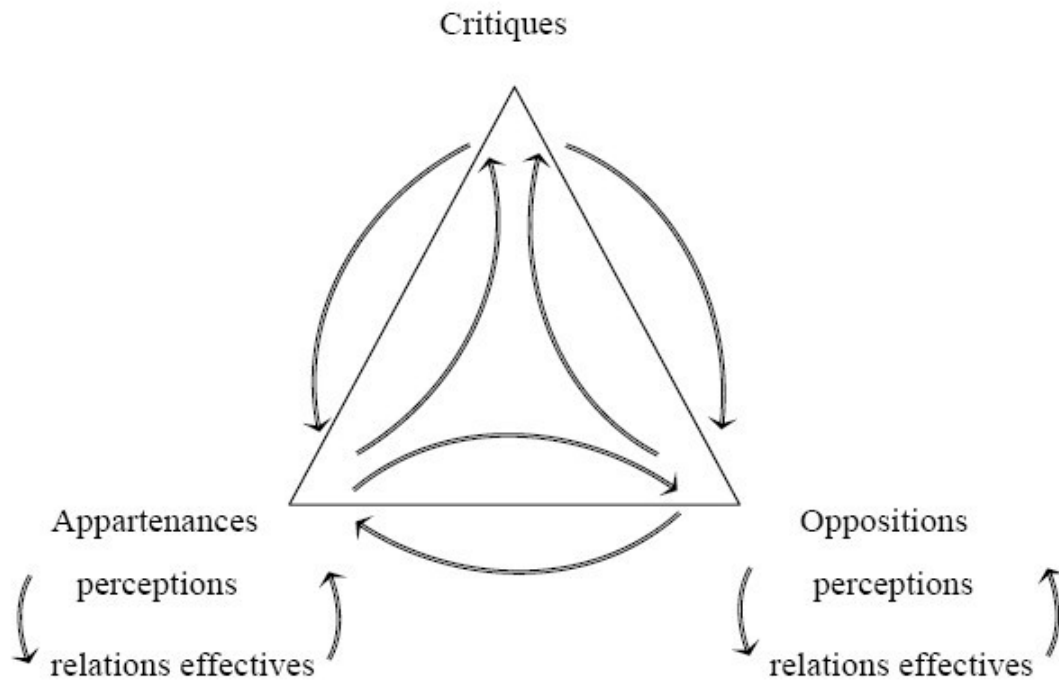 Critiques
Appartenances
perceptions
relations effectives
Oppositions
perceptions
relations effectives